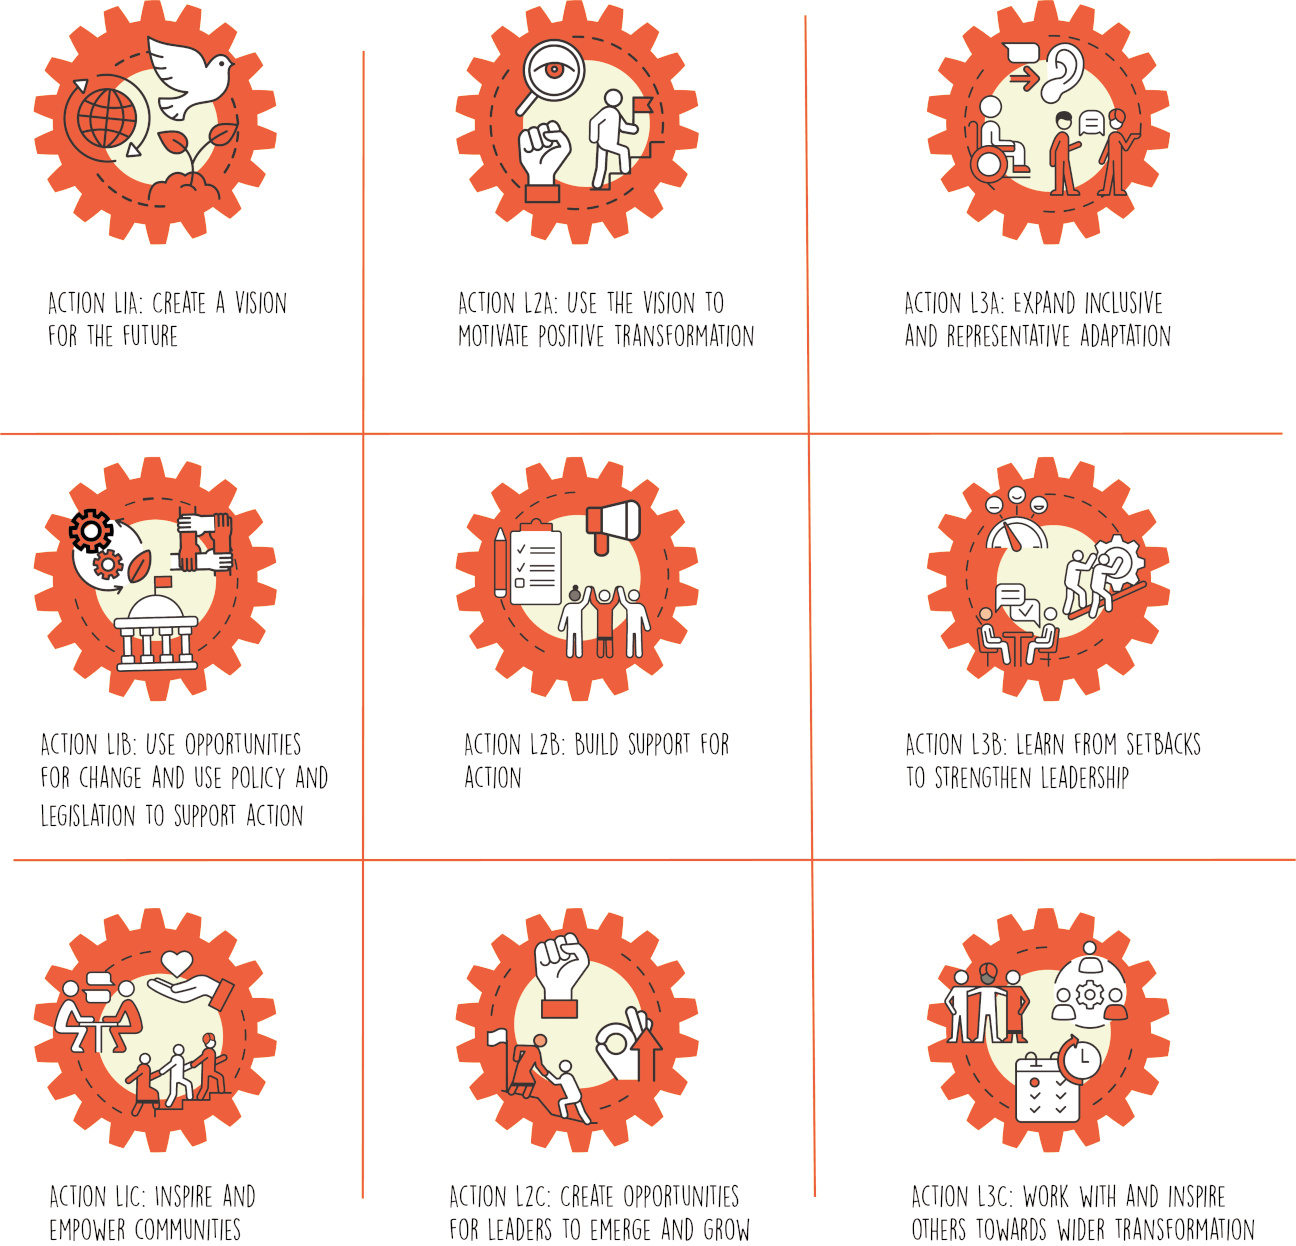 ACTION L1A: CREATE A VISION
FOR THE FUTURE
ACTION L2A: USE THE VISION TO
MOTIVATE POSITIVE TRANSFORMATION
ACTION L3A: EXPAND INCLUSIVE
AND REPRESENTATIVE ADAPTATION
ACTION L1B: USE OPPORTUNITIES
FOR CHANGE AND USE POLICY AND
LEGISLATION TO SUPPORT ACTION
ACTION L2B: BUILD SUPPORT FOR
ACTION
ACTION L3B: LEARN FROM SETBACKS
TO STRENGTHEN LEADERSHIP
ACTION L1C: INSPIRE AND
EMPOWER COMMUNITIES
ACTION L2C: CREATE OPPORTUNITIES
FOR LEADERS TO EMERGE AND GROW
ACTION L3C: WORK WITH AND INSPIRE
OTHERS TOWARDS WIDER TRANSFORMATION